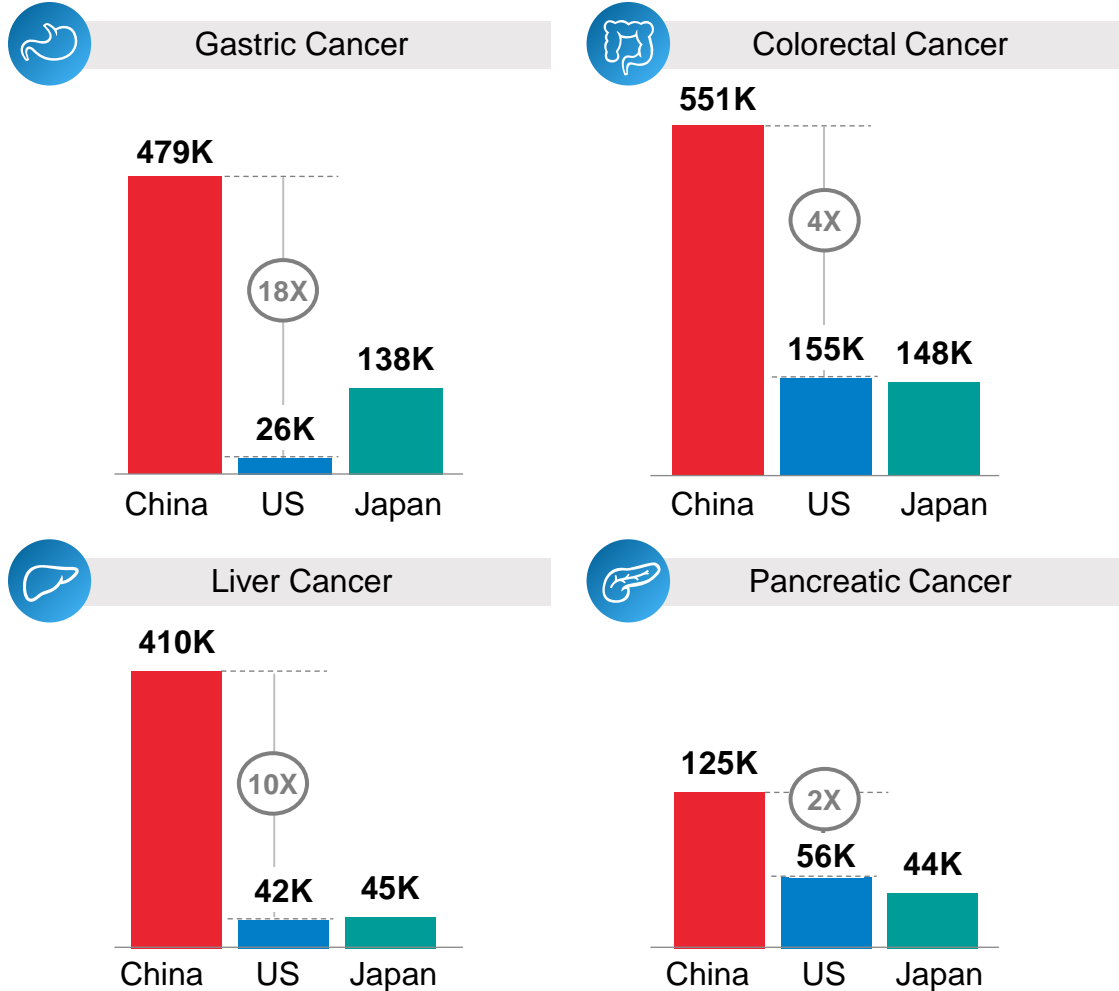 Gastric Cancer
479K
18X
138K
26K
China US Japan
Colorectal Cancer
551K
4X
155K 148K
China US Japan
Liver Cancer
410K
10X
42K 45K
China US Japan
Pancreatic Cancer
125K
2X
56K 44K
China US Japan